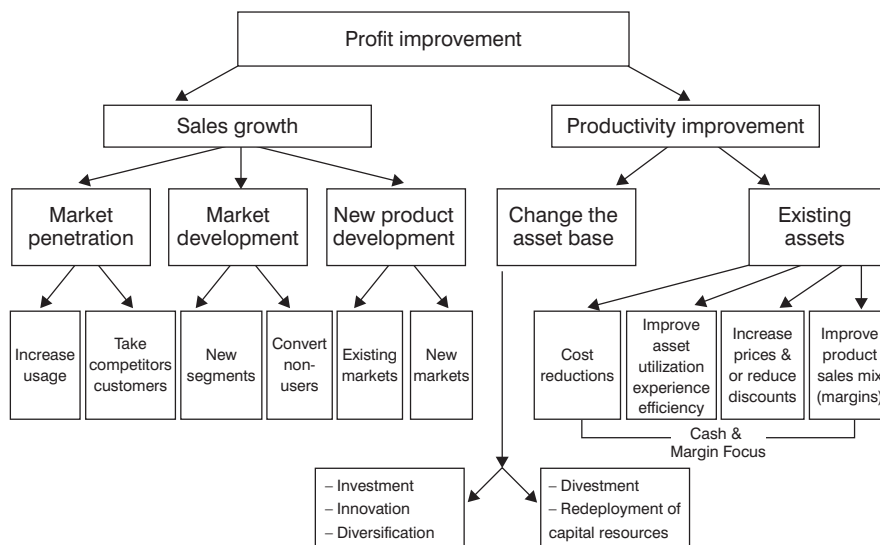 Profit improvement
Sales growth
Productivity improvement
Market
penetration
Market
development
New product
development
Change the
asset base
Existing
assets
Increase
usage
Take
competitors
customers
New
segments
Convert
non-
users
Existing
markets
New
markets
Cost
reductions
Improve
asset
utilization
experience
efficiency
Increase
prices &
or reduce
discounts
Improve
product
sales mix
(margins)
Cash &
Margin Focus
– Investment
– Innovation
– Diversification
– Divestment
– Redeployment of
capital resources